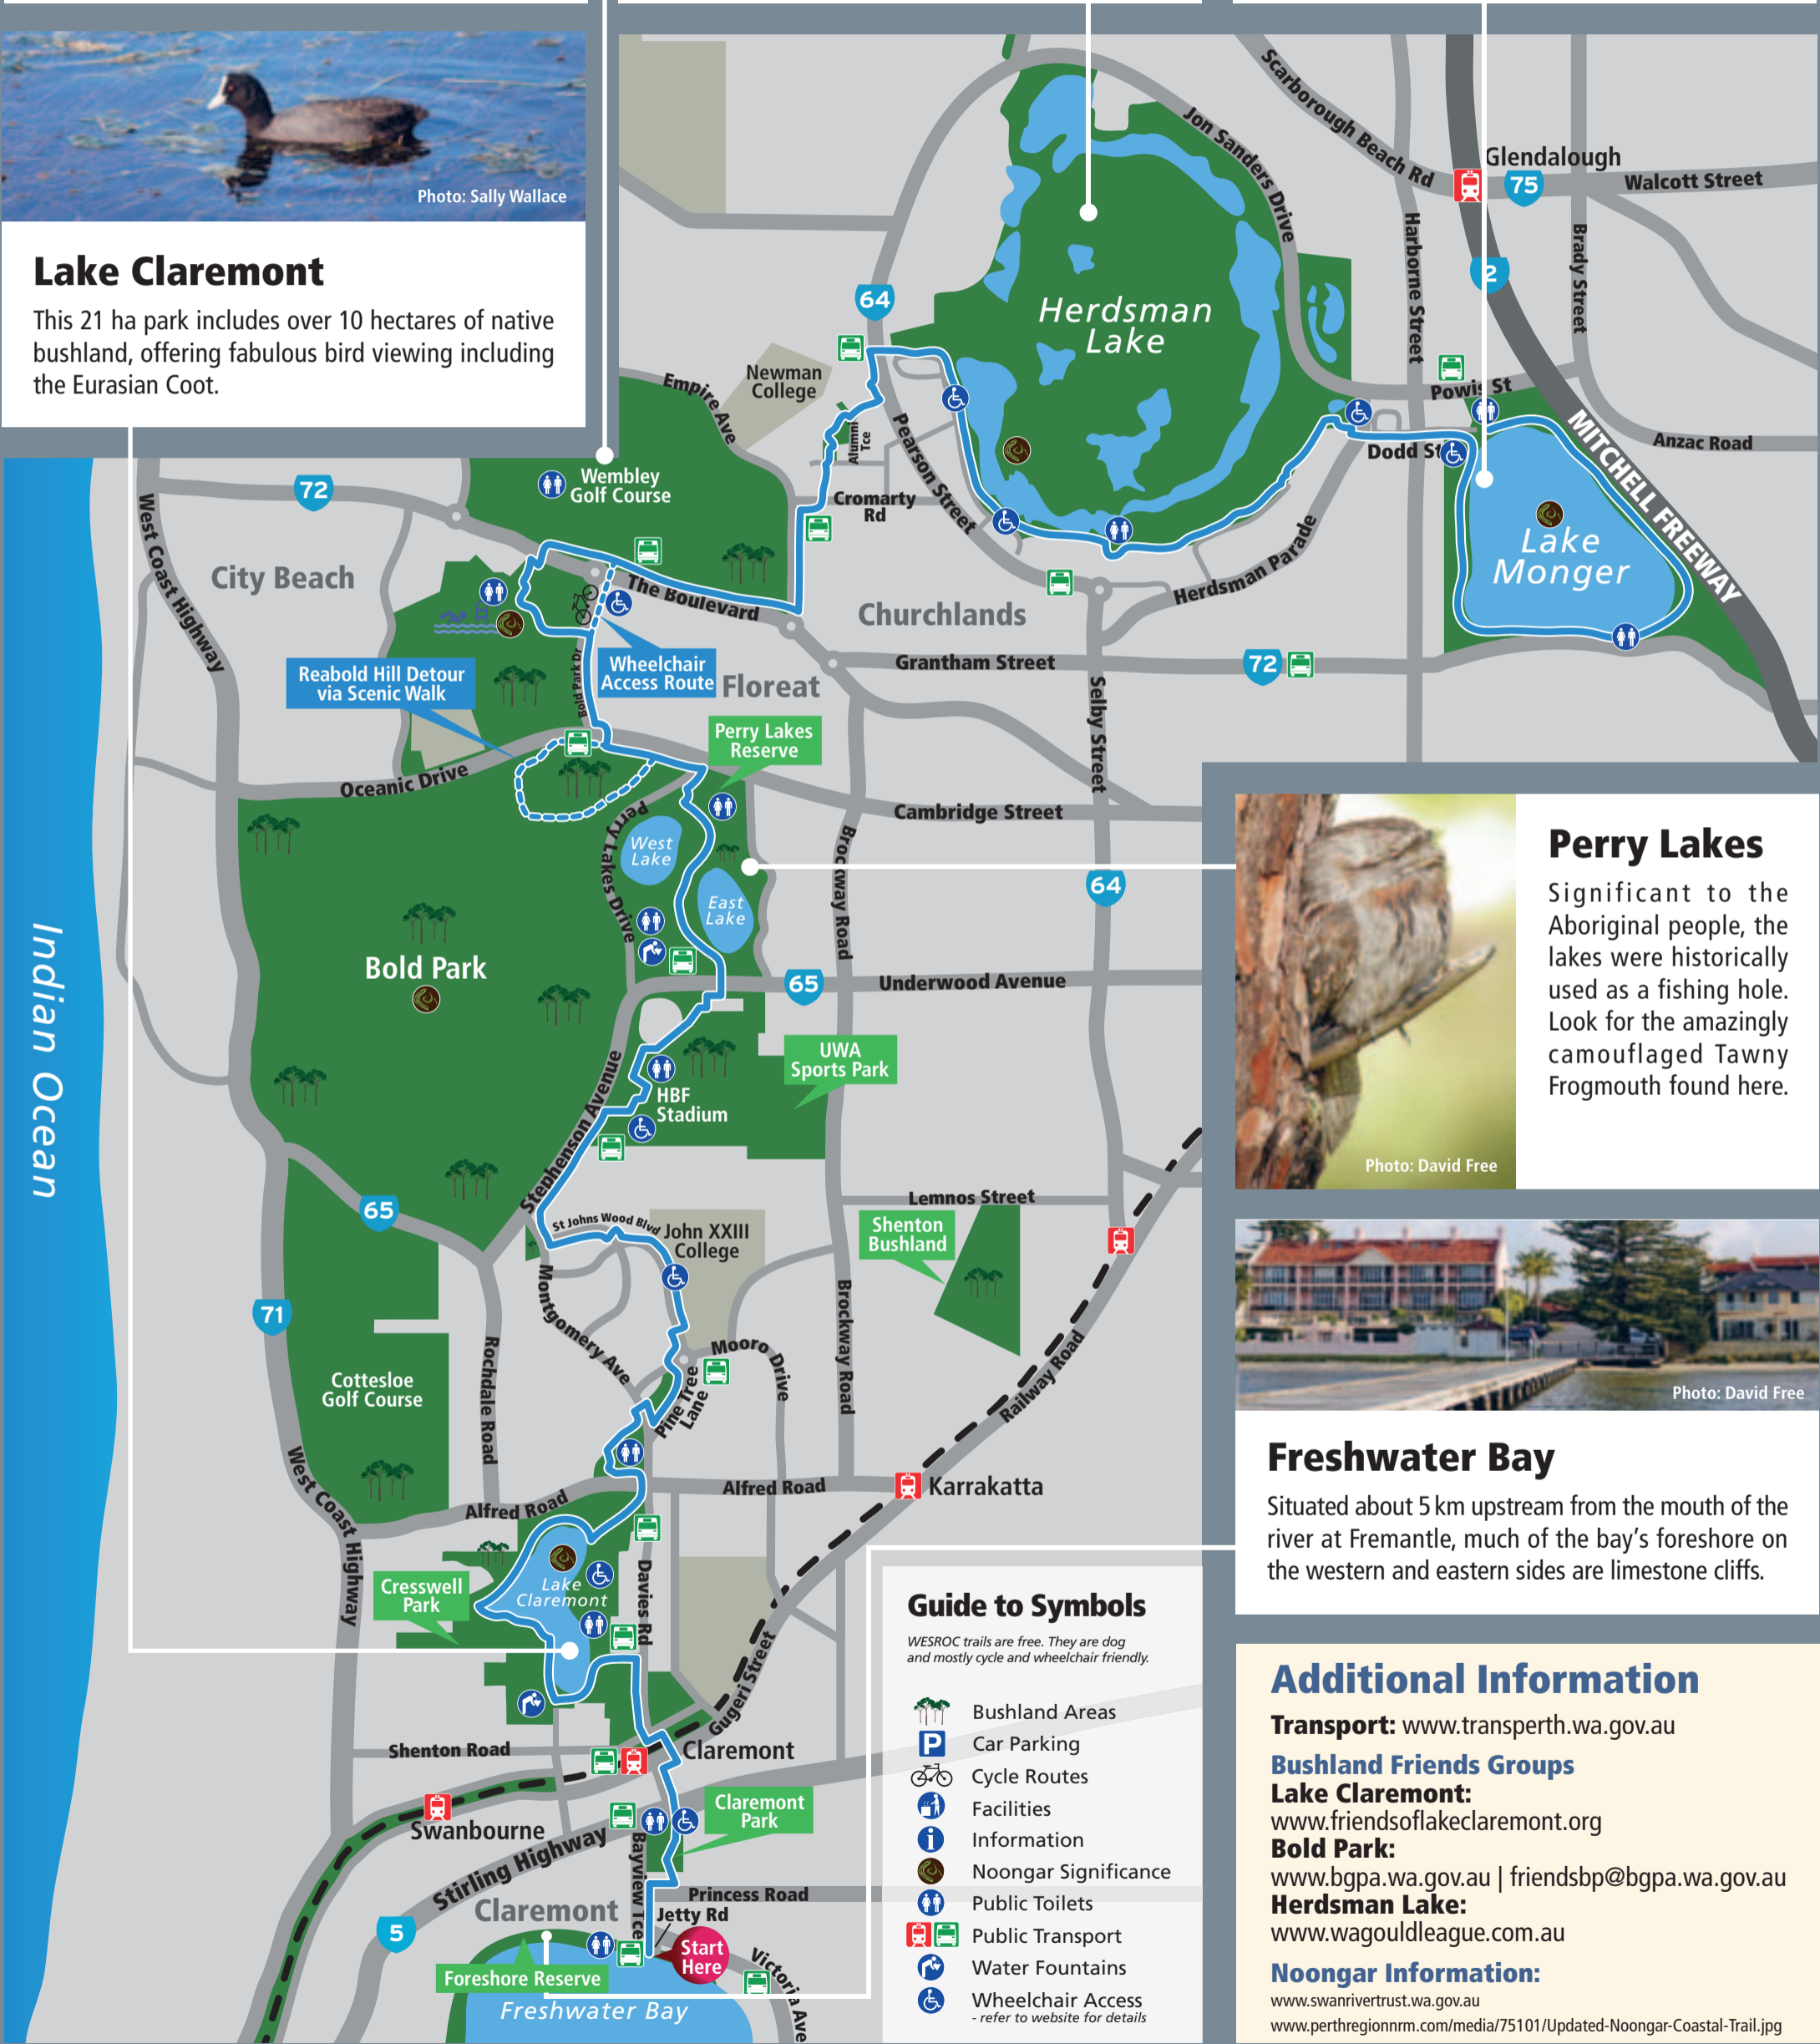 Photo: Sally Wallace
Lake Claremont
This 21 ha park includes over 10 hectares of native
bushland, offering fabulous bird viewing including
the Eurasian Coot.
Jon Sanders Drive
Scarborough Beach Rd
Glendalough
75
Walcott Street
Harborne Street
2
Brady Street
64
Herdsman
Lake
Newman
College
Empire Ave
Alumni
Tce
Pearson Street
Powis St
MITCHELL FREEWAY
Anzac Road
Dodd St
Wembley
Golf Course
72
West Coast Highway
Cromarty
Rd
Lake
Monger
City Beach
The Boulevard
Churchlands
Herdsman Parade
Reabold Hill Detour
via Scenic Walk
Bold Park Dr
Wheelchair
Access Route
Floreat
Grantham Street
72
Selby Street
Perry Lakes
Reserve
Oceanic Drive
Perry Lakes Drive
Cambridge Street
West
Lake
East
Lake
Brockway Road
64
Indian Ocean
Bold Park
65
Underwood Avenue
Perry Lakes
Significant to the
Aboriginal people, the
lakes were historically
used as a fishing hole.
Look for the amazingly
camouflaged Tawny
Frogmouth found here.
Photo: David Free
UWA
Sports Park
HBF
Stadium
Stephenson Avenue
65
St Johns Wood Blvd
John XXIII
College
Lemnos Street
Shenton
Bushland
71
Montgomery Ave
Rochdale Road
Mooro Drive
Brockway Road
Railway Road
Cottesloe
Golf Course
Pine Tree
Lane
Photo: David Free
Freshwater Bay
Situated about 5 km upstream from the mouth of the
river at Fremantle, much of the bay's foreshore on
the western and eastern sides are limestone cliffs.
West Coast Highway
Alfred Road
Alfred Road
Karrakatta
Lake
Claremont
Cresswell
Park
Davies Rd
Gugeri Street
Shenton Road
Claremont
Swanbourne
Claremont
Park
Stirling Highway
Bayview Tce
Princess Road
Claremont
Jetty Rd
5
Start
Here
Victoria Ave
Foreshore Reserve
Freshwater Bay
Guide to Symbols
WESROC trails are free. They are dog
and mostly cycle and wheelchair friendly.
Bushland Areas
P Car Parking
Cycle Routes
Facilities
i Information
Noongar Significance
Public Toilets
Public Transport
Water Fountains
Wheelchair Access
- refer to website for details
Additional Information
Transport: www.transperth.wa.gov.au
Bushland Friends Groups
Lake Claremont:
www.friendsoflakeclaremont.org
Bold Park:
www.bgpa.wa.gov.au | friendsbp@bgpa.wa.gov.au
Herdsman Lake:
www.wagouldleague.com.au
Noongar Information:
www.swanrivertrust.wa.gov.au
www.perthregionnrm.com/media/75101/Updated-Noongar-Coastal-Trail.jpg